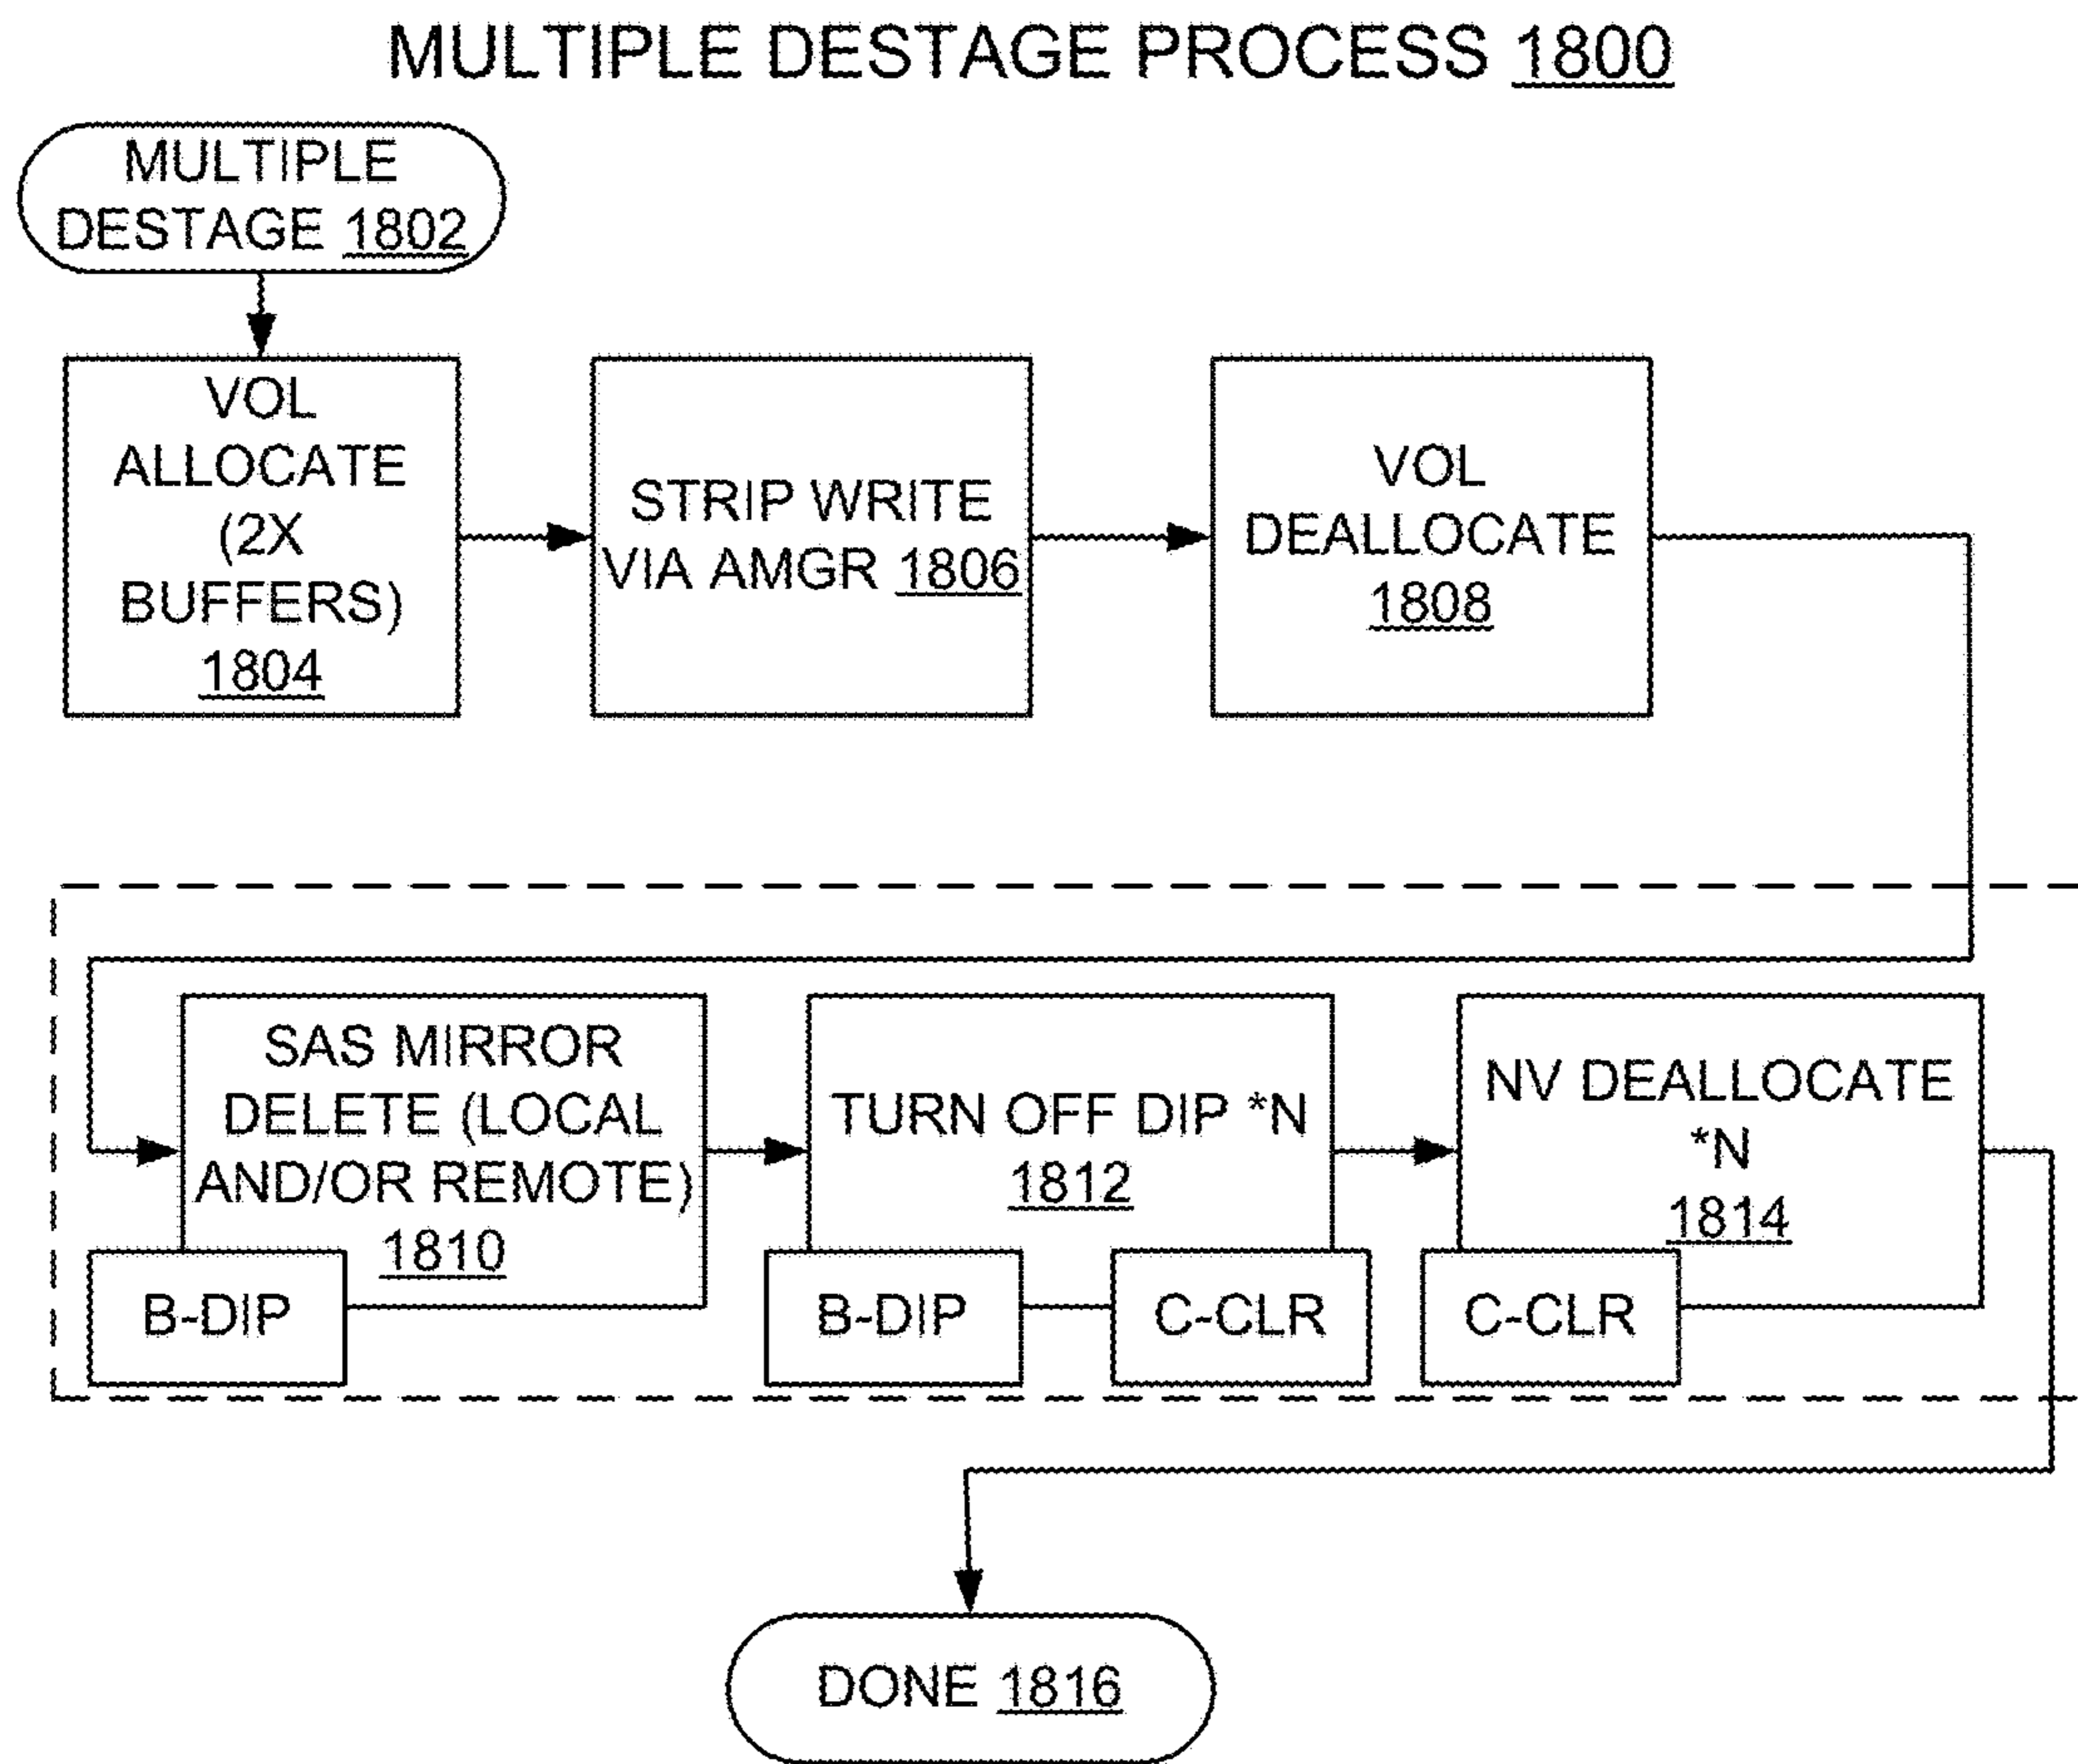 MULTIPLE DESTAGE PROCESS 1800
MULTIPLE
DESTAGE 1802
VOL
ALLOCATE
(2X
BUFFERS)
1804
STRIP WRITE
VIA AMGR 1806
VOL
DEALLOCATE
1808
SAS MIRROR
DELETE (LOCAL
AND/OR REMOTE)
1810
B-DIP
TURN OFF DIP *N
1812
B-DIP
C-CLR
NV DEALLOCATE
*N
1814
C-CLR
DONE 1816